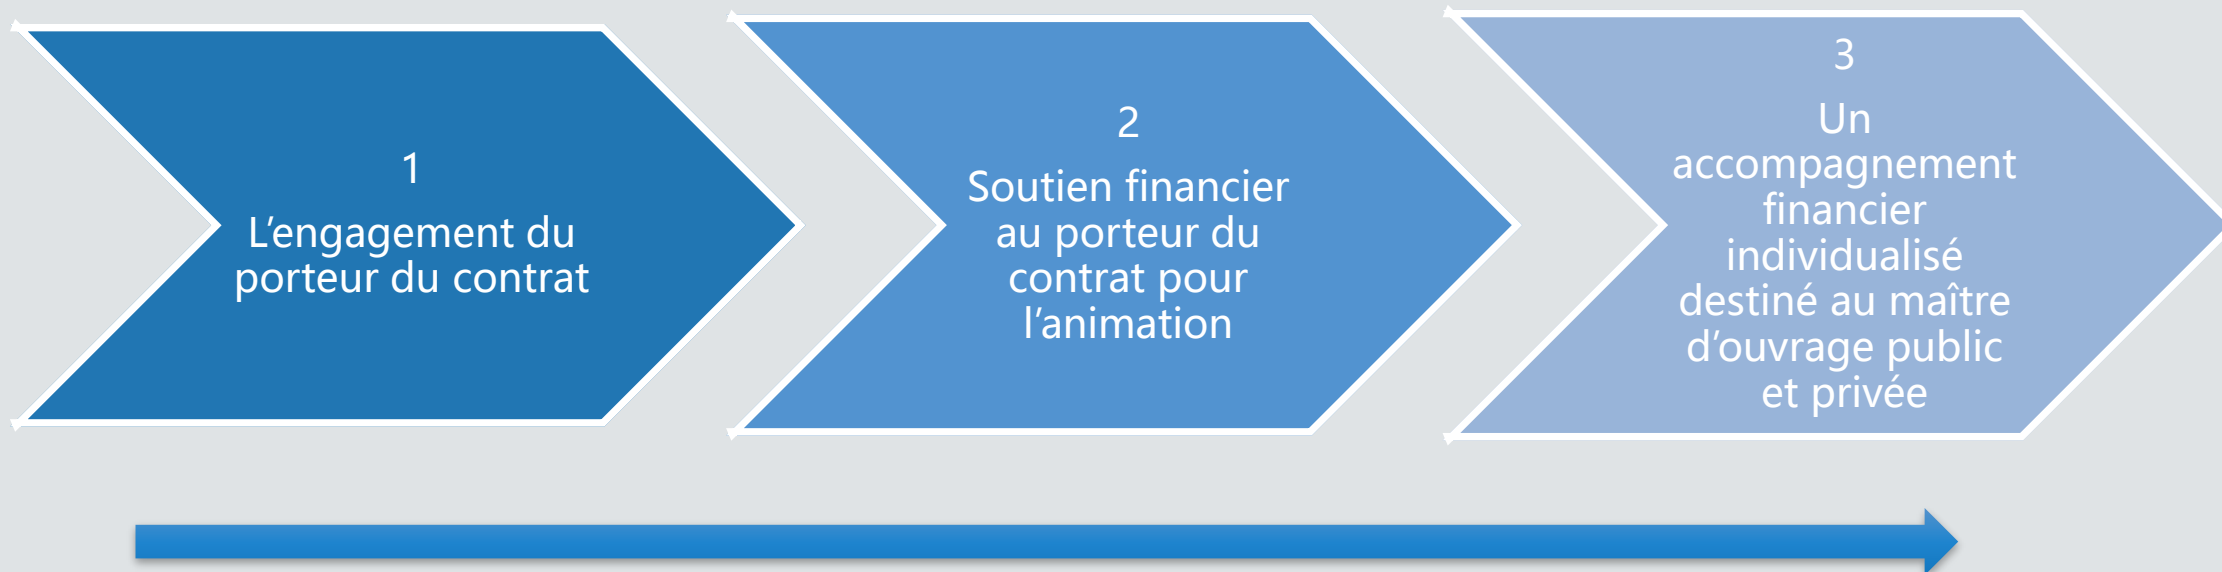 1
L’engagement du
porteur du contrat
2
Soutien financier
au porteur du
contrat pour
l’animation
3
Un
accompagnement
financier
individualisé
destiné au maître
d’ouvrage public
et privée